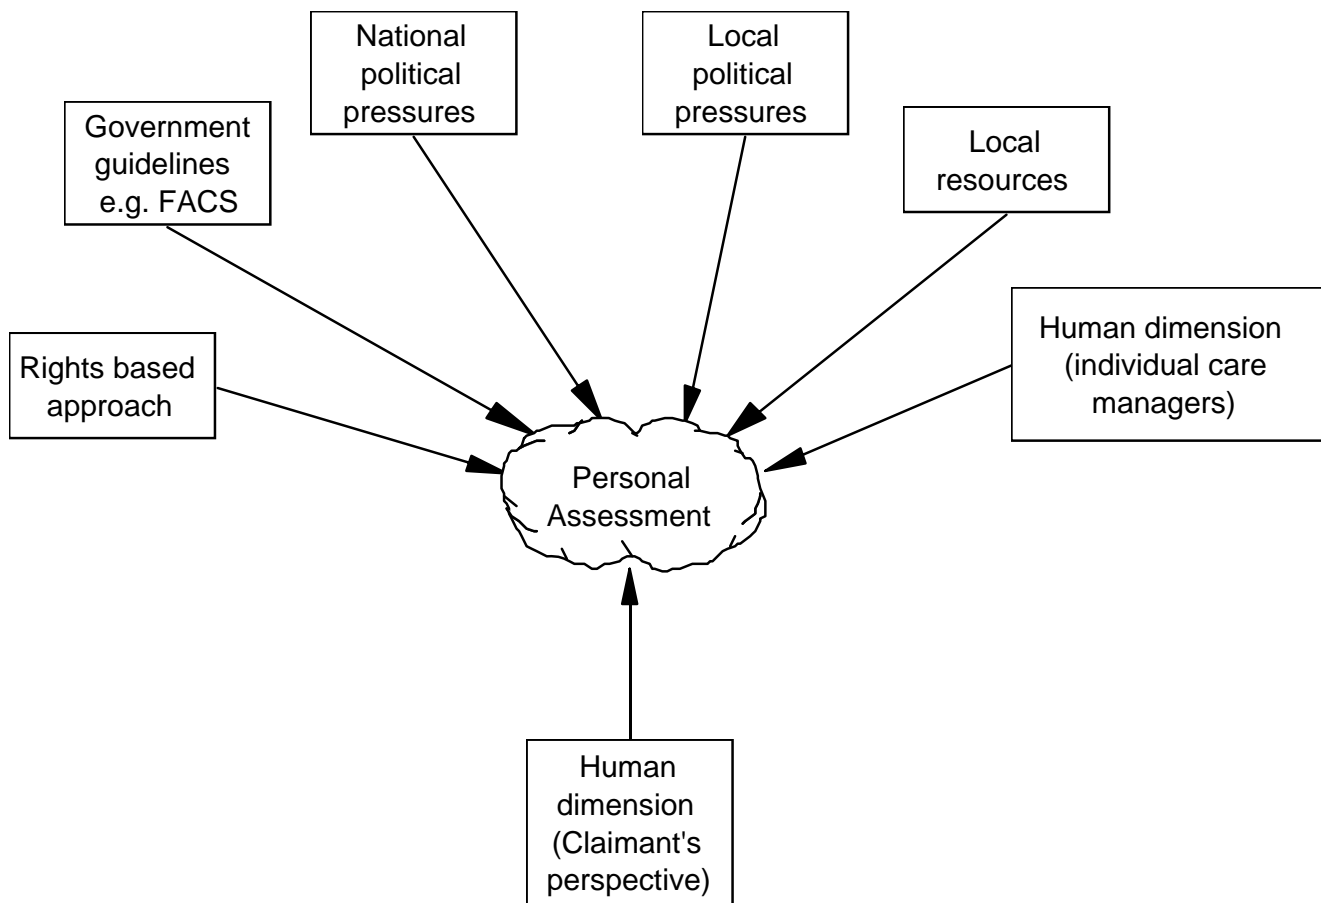 National
political
pressures
Local
political
pressures
Government
guidelines
e.g. FACS
Local
resources
Human dimension
(individual care
managers)
Rights based
approach
Personal
Assessment
Human
dimension
(Claimant's
perspective)